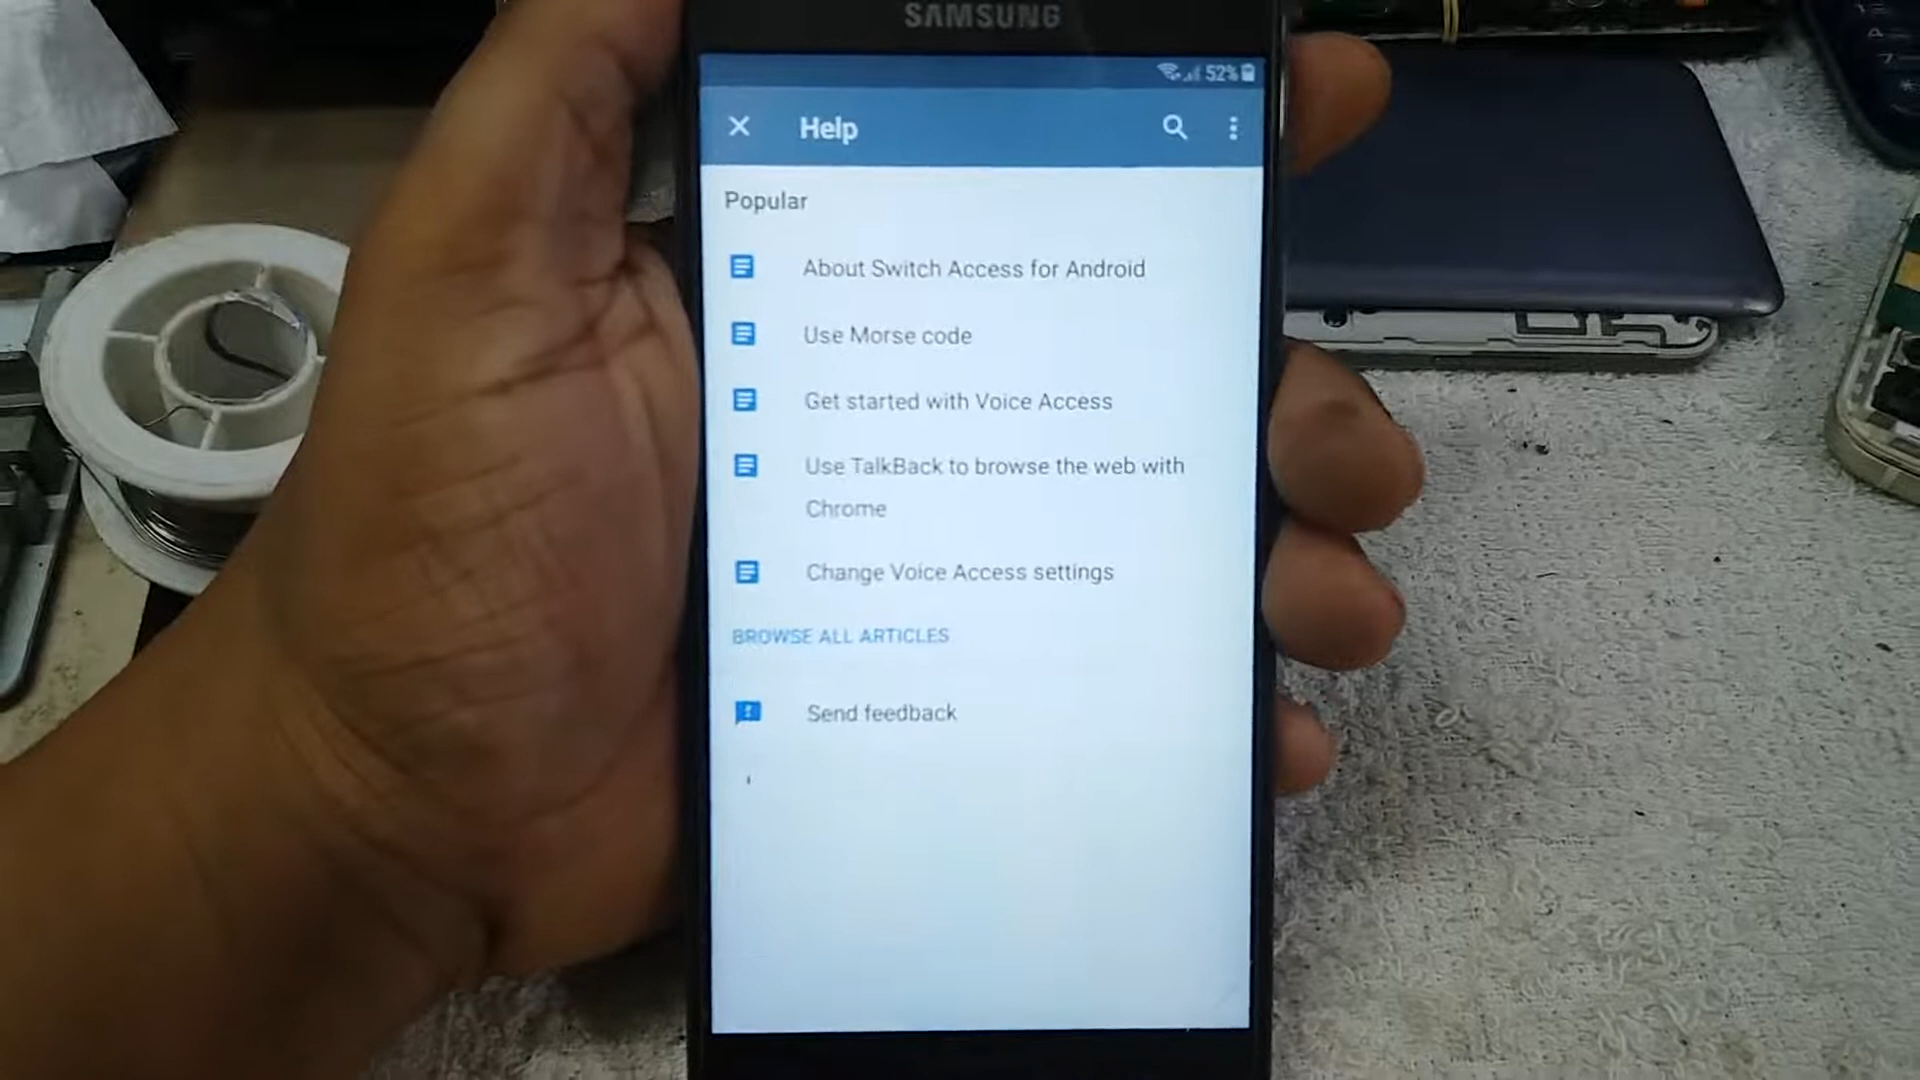 SAMSUNG
52%
Help
Popular
About Switch Access for Android
Use Morse code
Get started with Voice Access
Use TalkBack to browse the web with
Chrome
Change Voice Access settings
BROWSE ALL ARTICLES
Send feedback